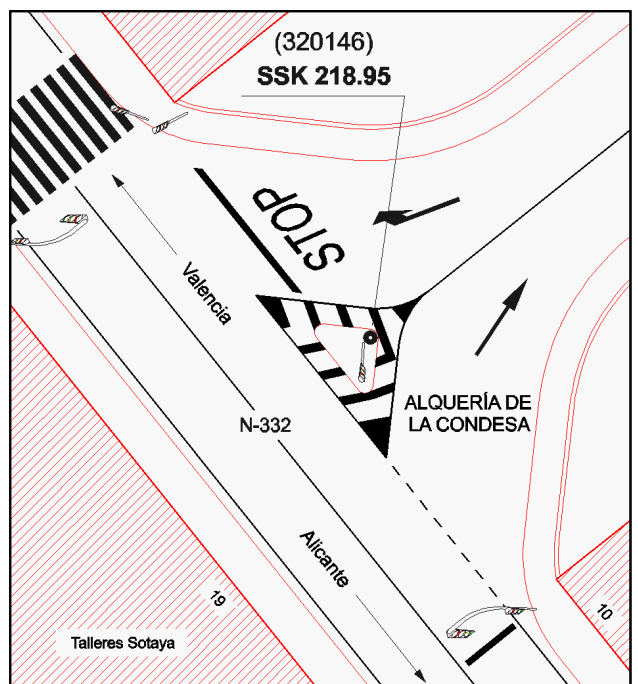 (320146)
SSK 218.95
STOP
Valencia
N-332
ALQUERÍA DE
LA CONDESA
Alicante
19
10
Talleres Sotaya